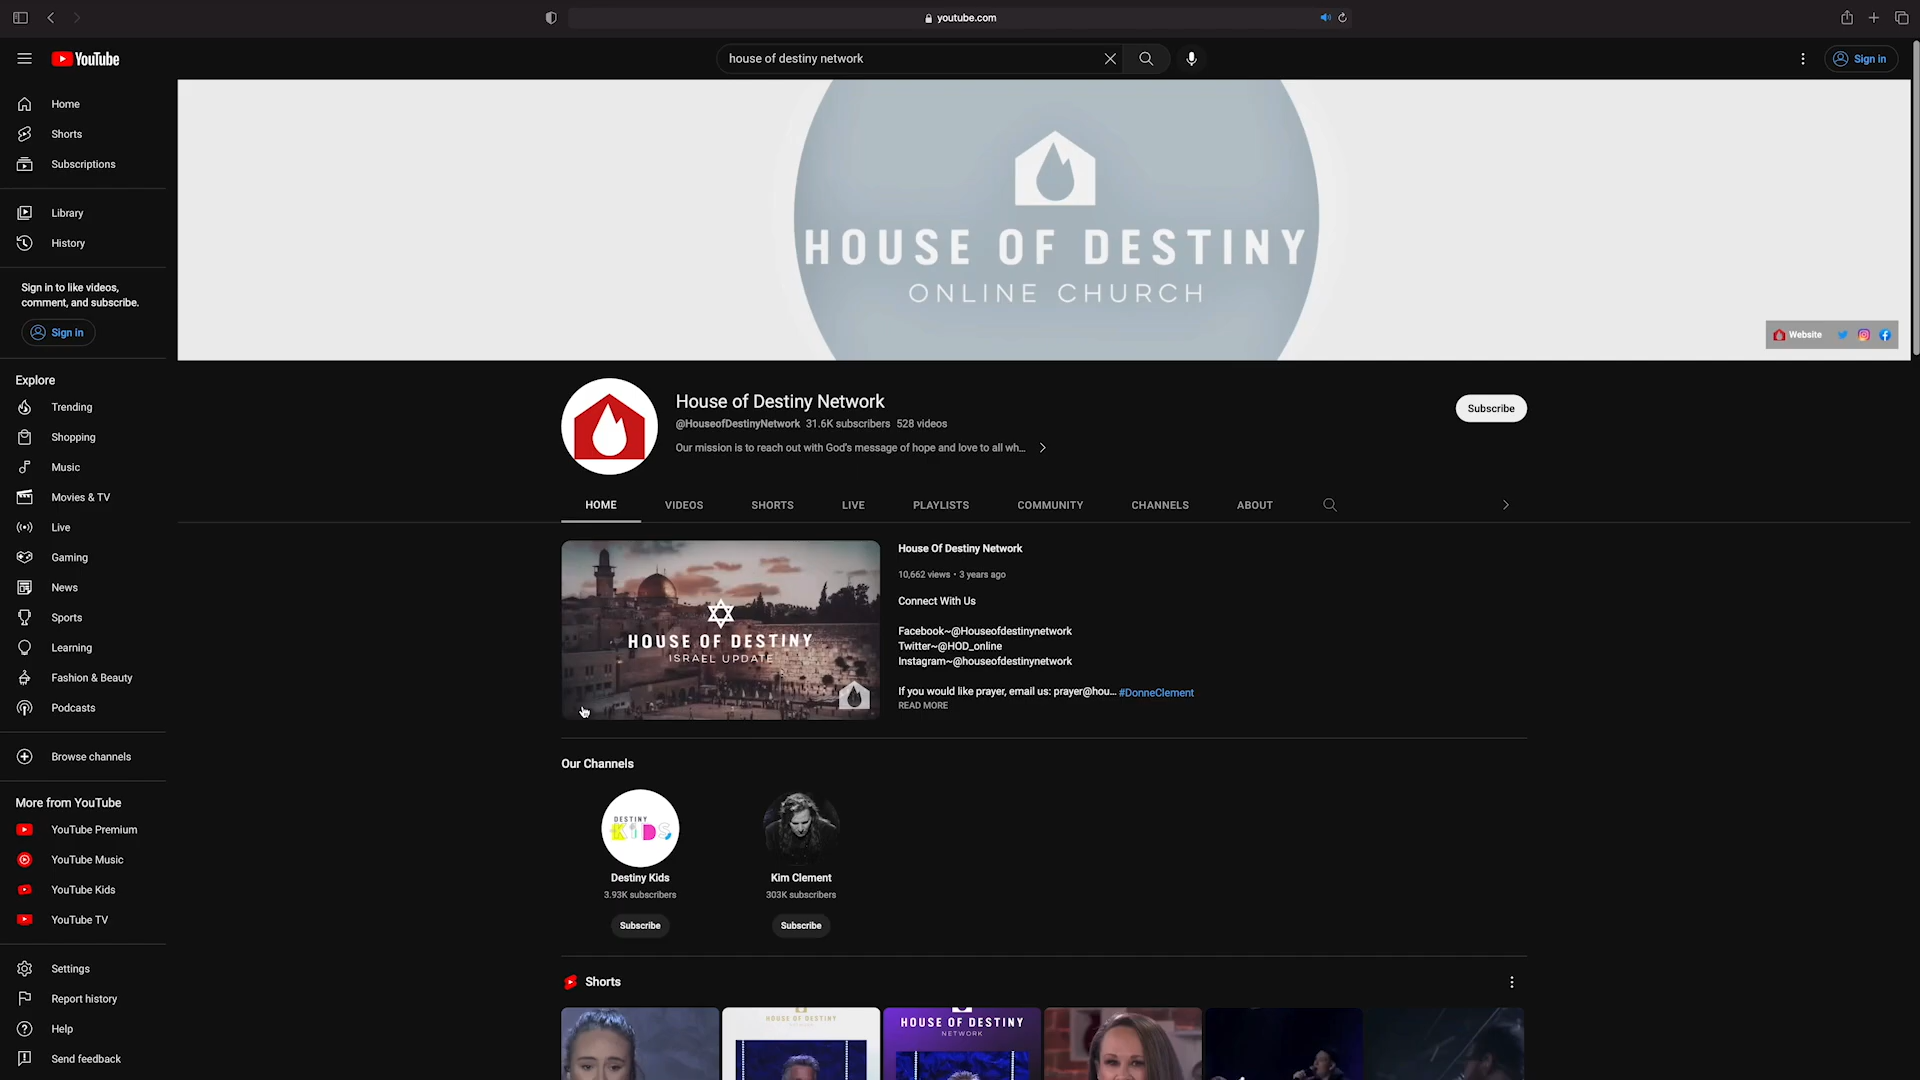 youtube.com
YouTube
house of destiny network
Sign in
Home
Shorts
Subscriptions
Library
History
Sign in to like videos,
comment, and subscribe.
Sign in
Explore
Trending
Shopping
Music
Movies & TV
Live
Gaming
News
Sports
Learning
Fashion & Beauty
Podcasts
Browse channels
More from YouTube
YouTube Premium
YouTube Music
YouTube Kids
YouTube TV
Settings
Report history
Help
Send feedback
HOUSE OF DESTINY
ONLINE CHURCH
Website
House of Destiny Network
@HouseofDestinyNetwork 31.6K subscribers 528 videos
Our mission is to reach out with God's message of hope and love to all wh...
Subscribe
HOME VIDEOS SHORTS LIVE PLAYLISTS COMMUNITY CHANNELS ABOUT
HOUSE OF DESTINY
ISRAEL UPDATE
House Of Destiny Network
10,662 views • 3 years ago
Connect With Us
Facebook~@Houseofdestinynetwork
Twitter~@HOD_online
Instagram~@houseofdestinynetwork
If you would like prayer, email us: prayer@hou... #DonneClement
READ MORE
Our Channels
DESTINY
KIDS
Destiny Kids
3.93K subscribers
Subscribe
Kim Clement
303K subscribers
Subscribe
Shorts
HOUSE OF DESTINY
HOUSE OF DESTINY
NETWORK